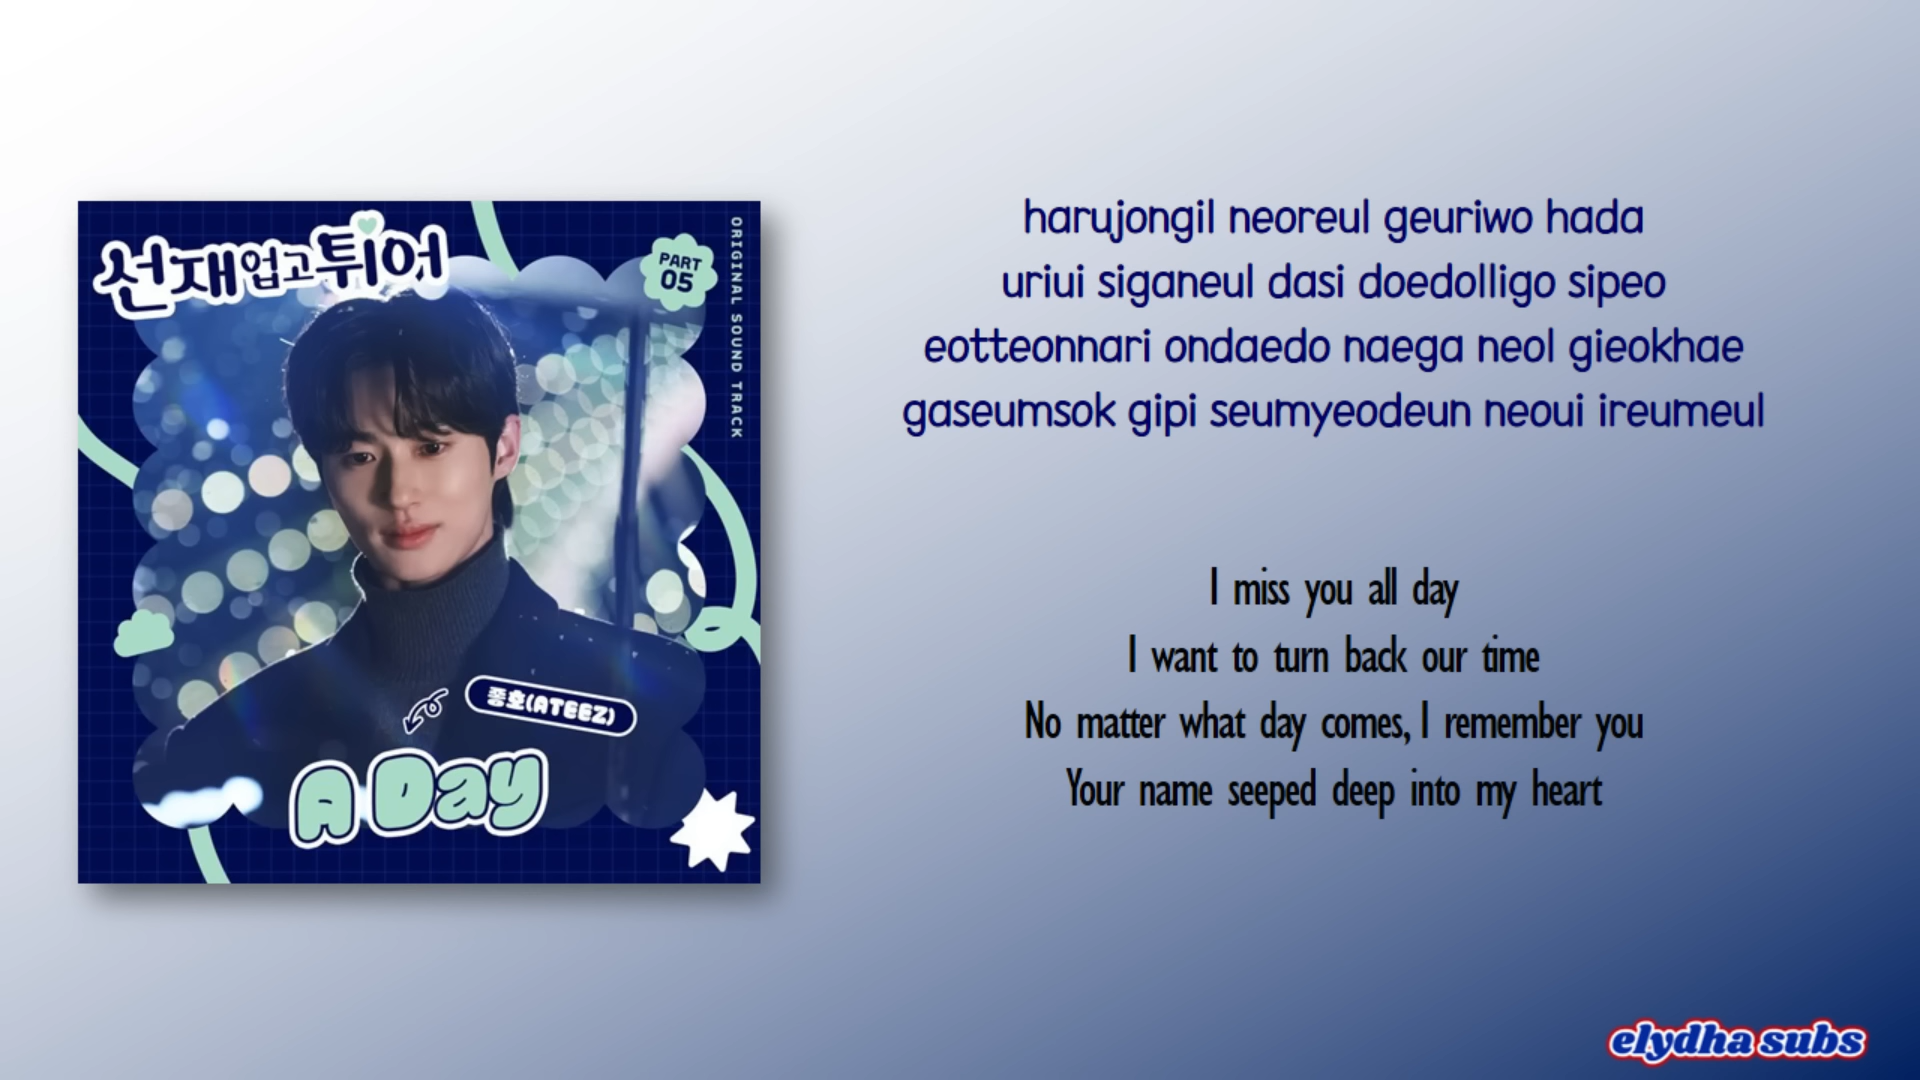 선재업고튀어
PART
05
ORIGINAL SOUND TRACK
종호(ATEEZ)
A Day
harujongil neoreul geuriwo hada
uriui siganeul dasi doedolligo sipeo
eotteonnari ondaedo naega neol gieokhae
gaseumsok gipi seumyeodeun neoui ireumeul
I miss you all day
I want to turn back our time
No matter what day comes, I remember you
Your name seeped deep into my heart
elydha subs